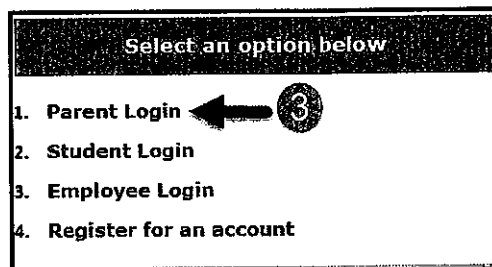 Select an option below
1. Parent Login 3
2. Student Login
3. Employee Login
4. Register for an account